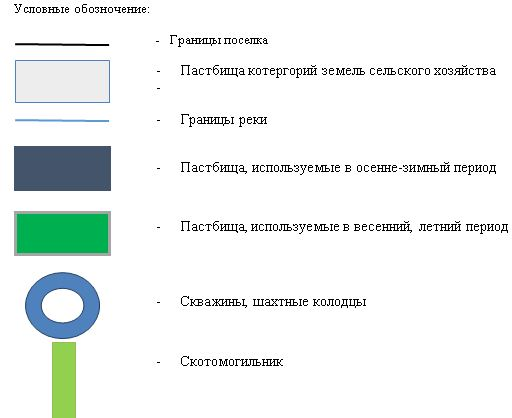 Условные обозначение:
- Границы поселка
- Пастбища котергорий земель сельского хозяйства
-
- Границы реки
- Пастбища, используемые в осенне-зимный период
- Пастбища, используемые в весенний, летний период
- Скважины, шахтные колодцы
- Скотомогильник